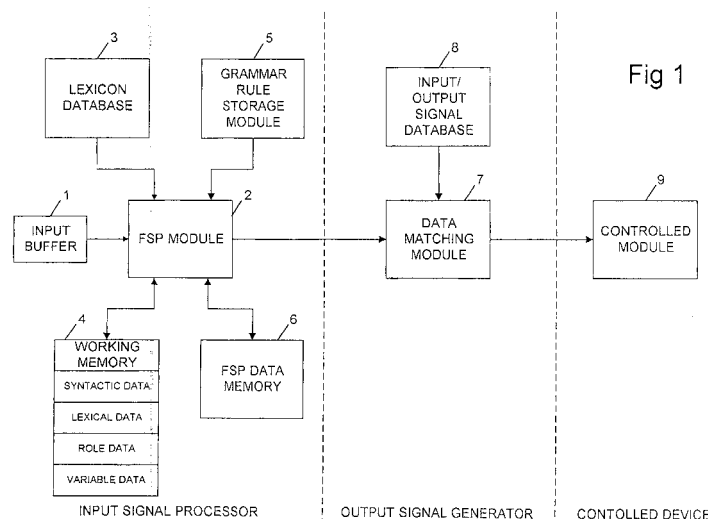 3
5
8
Fig 1
LEXICON
DATABASE
GRAMMAR
RULE
STORAGE
MODULE
INPUT/
OUTPUT
SIGNAL
DATABASE
1
2
7
9
INPUT
BUFFER
FSP MODULE
DATA
MATCHING
MODULE
CONTROLLED
MODULE
4
6
WORKING
MEMORY
SYNTACTIC DATA
LEXICAL DATA
ROLE DATA
VARIABLE DATA
FSP DATA
MEMORY
INPUT SIGNAL PROCESSOR
OUTPUT SIGNAL GENERATOR
CONTOLLED DEVICE